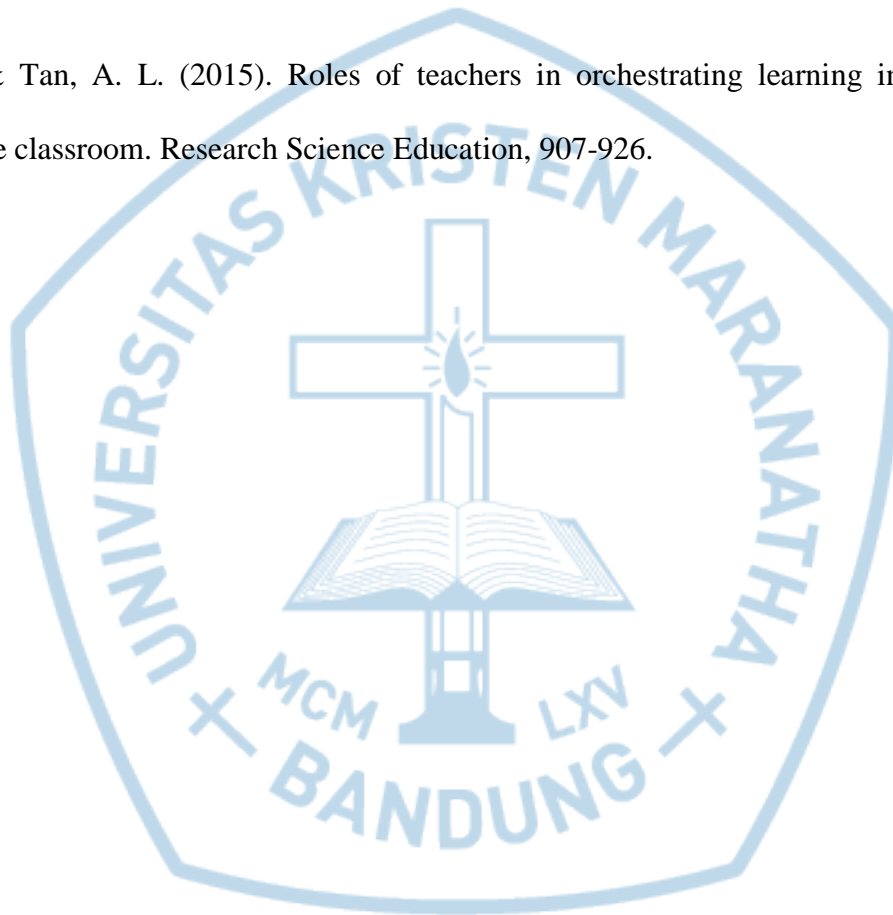 Tan, A. L. (2015). Roles of teachers in orchestrating learning in
classroom. Research Science Education, 907-926.
UNIVERSITAS KRISTEN MARANATHA
MCM LXV
BANDUNG